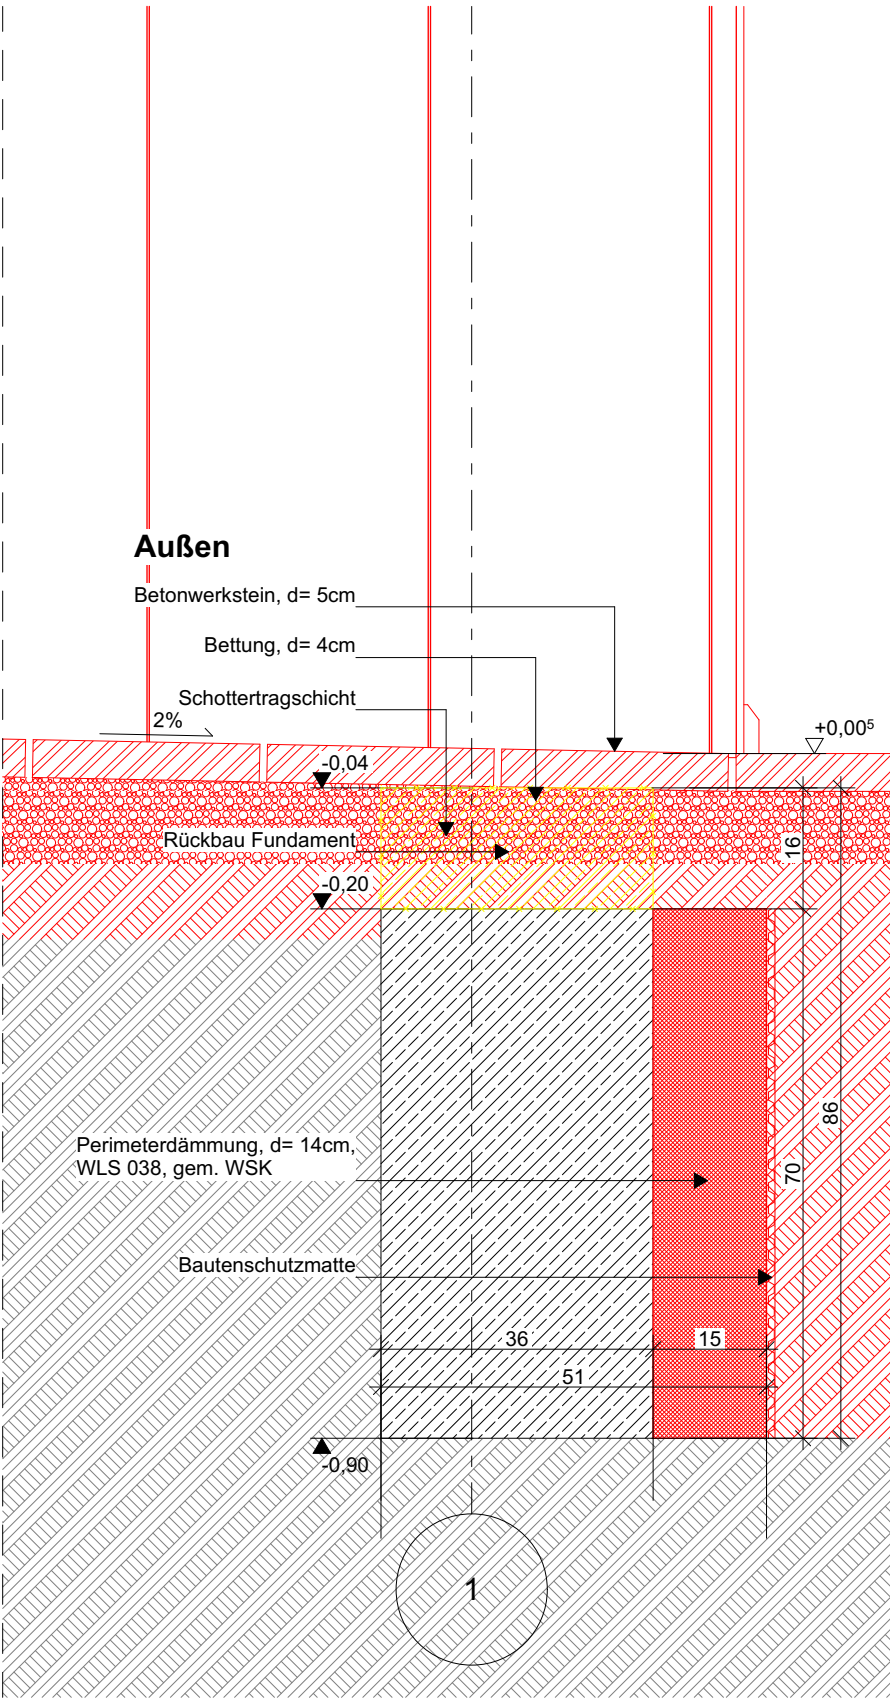 Außen
Betonwerkstein, d= 5cm
Bettung, d= 4cm
Schottertragschicht
2%
+0,00⁵
-0,04
Rückbau Fundament
16
-0,20
86
Perimeterdämmung, d= 14cm,
WLS 038, gem. WSK
70
Bautenschutzmatte
36
15
51
-0,90
1